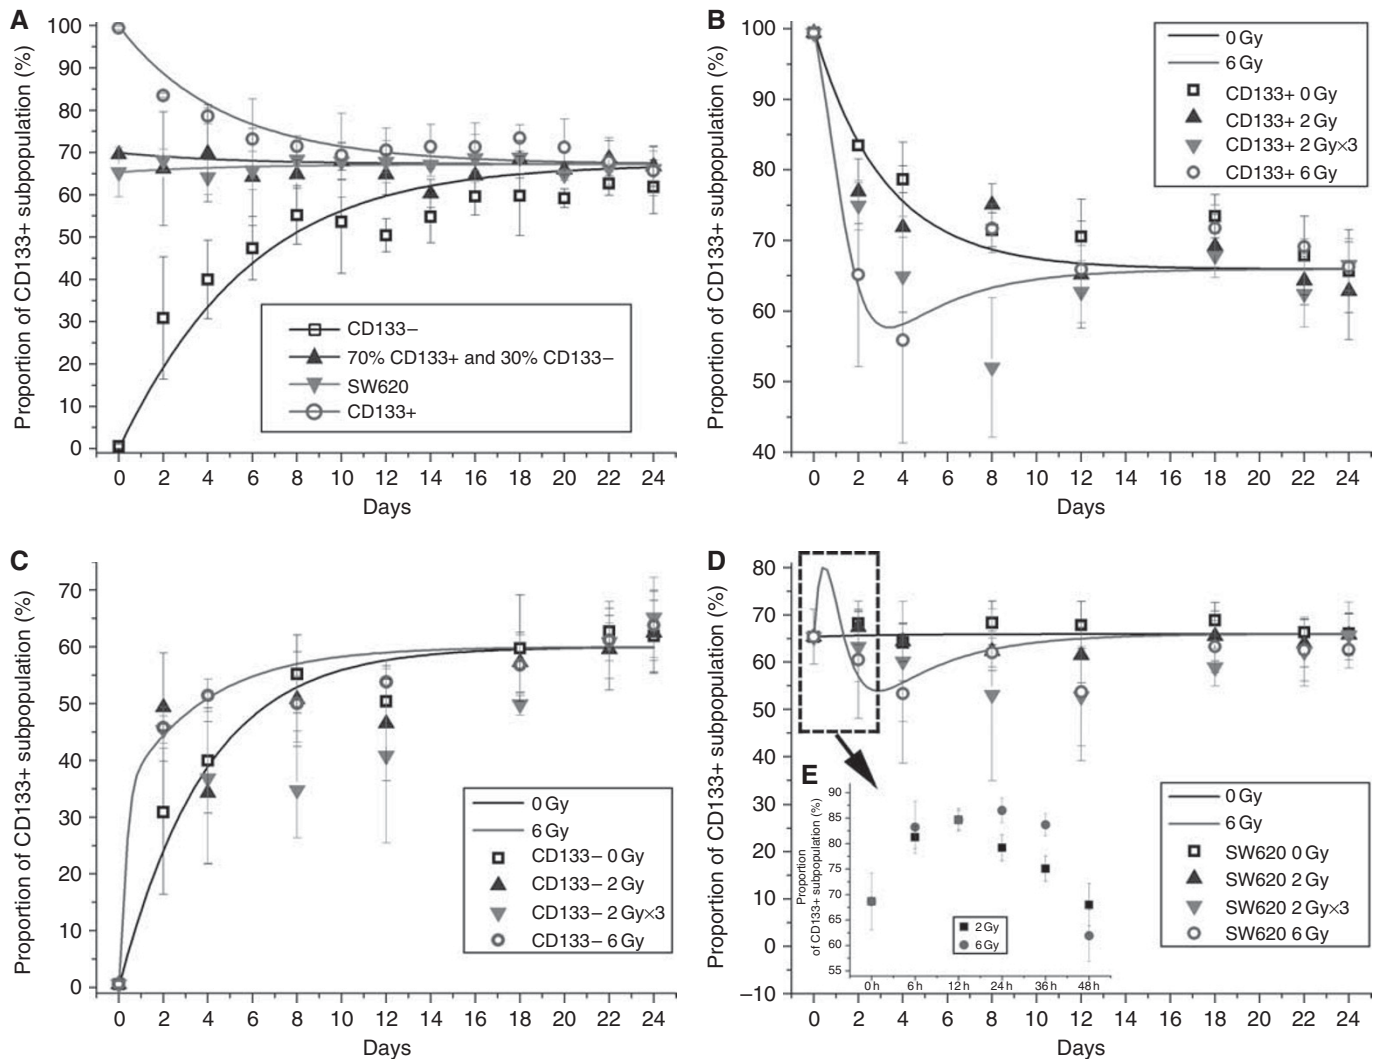 A
Proportion of CD133+ subpopulation (%)
100
90
80
70
60
50
40
30
20
10
0
CD133−
70% CD133+ and 30% CD133−
SW620
CD133+
0 2 4 6 8 10 12 14 16 18 20 22 24
Days
B
Proportion of CD133+ subpopulation (%)
100
90
80
70
60
50
40
0 Gy
6 Gy
CD133+ 0 Gy
CD133+ 2 Gy
CD133+ 2 Gy×3
CD133+ 6 Gy
0 2 4 6 8 10 12 14 16 18 20 22 24
Days
C
Proportion of CD133+ subpopulation (%)
70
60
50
40
30
20
10
0
0 Gy
6 Gy
CD133− 0 Gy
CD133− 2 Gy
CD133− 2 Gy×3
CD133− 6 Gy
0 2 4 6 8 10 12 14 16 18 20 22 24
Days
D
Proportion of CD133+ subpopulation (%)
80
70
60
50
40
30
20
10
0
−10
0 Gy
6 Gy
SW620 0 Gy
SW620 2 Gy
SW620 2 Gy×3
SW620 6 Gy
0 2 4 6 8 10 12 14 16 18 20 22 24
Days
E
Proportion
of CD133+ subpopulation (%)
90
85
80
75
70
65
60
55
2 Gy
6 Gy
0 h 6 h 12 h 24 h 36 h 48 h